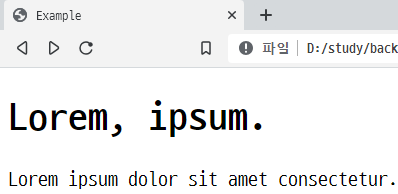 Example
파일 D:/study/back
Lorem, ipsum.
Lorem ipsum dolor sit amet consectetur.